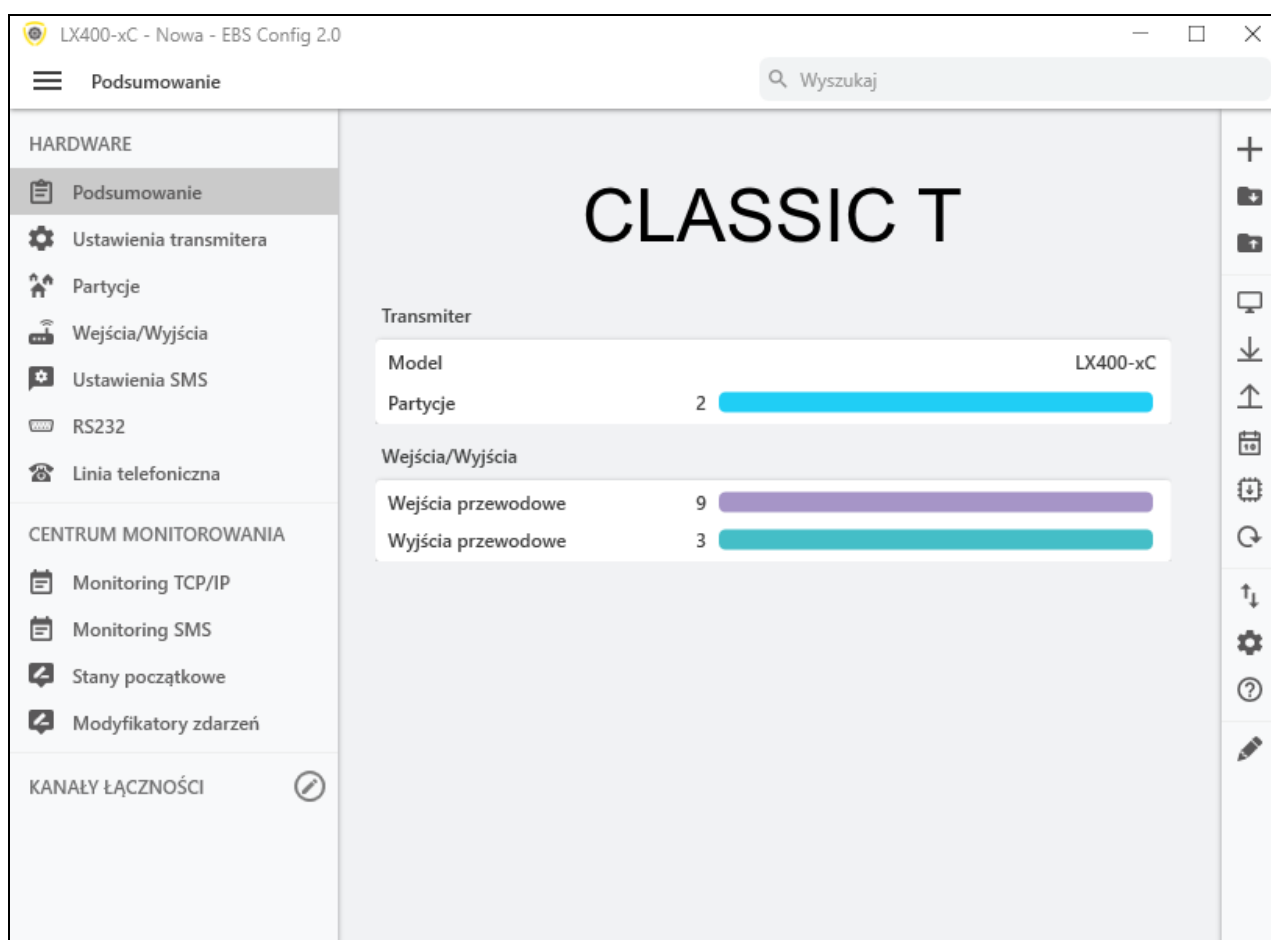 LX400-xC - Nowa - EBS Config 2.0
Podsumowanie
Wyszukaj
HARDWARE
Podsumowanie
Ustawienia transmitera
Partycje
Wejścia/Wyjścia
Ustawienia SMS
RS232
Linia telefoniczna
CENTRUM MONITOROWANIA
Monitoring TCP/IP
Monitoring SMS
Stany początkowe
Modyfikatory zdarzeń
KANAŁY ŁĄCZNOŚCI
CLASSIC T
Transmiter
Model LX400-xC
Partycje 2
Wejścia/Wyjścia
Wejścia przewodowe 9
Wyjścia przewodowe 3
10